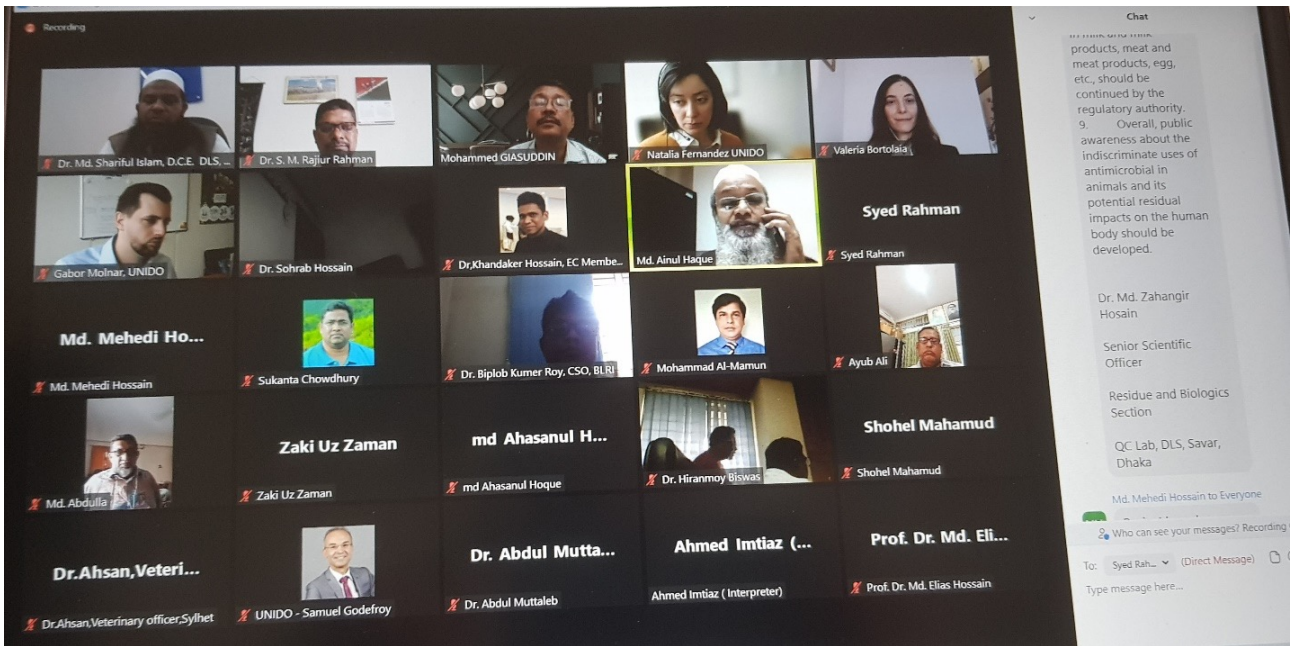 Recording
Chat
Dr. Md. Shariful Islam, D.C.E. DLS, ...
Dr. S. M. Rajiur Rahman
Mohammed GIASUDDIN
Natalia Fernandez UNIDO
Valeria Bortolaia
Gabor Molnar, UNIDO
Dr. Sohrab Hossain
Dr,Khandaker Hossain, EC Membe...
Md. Ainul Haque
Syed Rahman
Syed Rahman
Md. Mehedi Ho...
Md. Mehedi Hossain
Sukanta Chowdhury
Dr. Biplob Kumer Roy, CSO, BLRI
Mohammad Al-Mamun
Ayub Ali
Md. Abdulla
Zaki Uz Zaman
Zaki Uz Zaman
md Ahasanul H...
md Ahasanul Hoque
Dr. Hiranmoy Biswas
Shohel Mahamud
Shohel Mahamud
Dr.Ahsan,Veteri...
Dr.Ahsan,Veterinary officer,Sylhet
UNIDO - Samuel Godefroy
Dr. Abdul Mutta...
Dr. Abdul Muttaleb
Ahmed Imtiaz (...
Ahmed Imtiaz ( Interpreter)
Prof. Dr. Md. Eli...
Prof. Dr. Md. Elias Hossain
in milk and milk
products, meat and
meat products, egg,
etc., should be
continued by the
regulatory authority.
9. Overall, public
awareness about the
indiscriminate uses of
antimicrobial in
animals and its
potential residual
impacts on the human
body should be
developed.
Dr. Md. Zahangir
Hosain
Senior Scientific
Officer
Residue and Biologics
Section
QC Lab, DLS, Savar,
Dhaka
Md. Mehedi Hossain to Everyone
Who can see your messages? Recording
To: Syed Rah... (Direct Message)
Type message here...